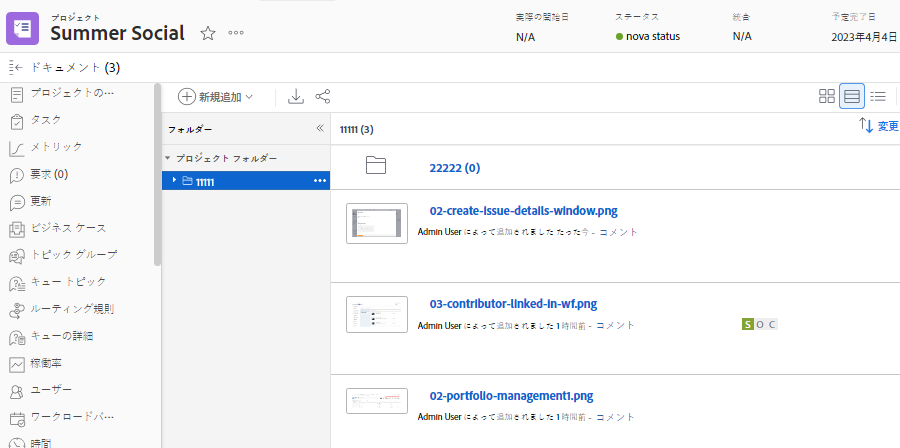 プロジェクト
Summer Social
実際の開始日
N/A
ステータス
nova status
統合
N/A
予定完了日
2023年4月4日
ドキュメント (3)
プロジェクトの…
タスク
メトリック
要求 (0)
更新
ビジネス ケース
トピック グループ
キュー トピック
ルーティング規則
キューの詳細
稼働率
ユーザー
ワークロードバ…
時間
新規追加
フォルダー
プロジェクト フォルダー
11111
11111 (3)
変更
22222 (0)
02-create-issue-details-window.png
Admin User によって追加されました たった今 - コメント
03-contributor-linked-in-wf.png
Admin User によって追加されました 1 時間前 - コメント
S O C
02-portfolio-management1.png
Admin User によって追加されました 1 時間前 - コメント